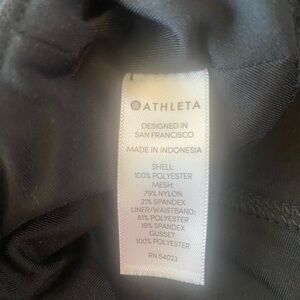 ATHLETA
DESIGNED IN
SAN FRANCISCO
MADE IN INDONESIA
SHELL:
100% POLYESTER
MESH:
79% NYLON
21% SPANDEX
LINER/WAISTBAND:
81% POLYESTER
19% SPANDEX
GUSSET:
100% POLYESTER
RN 54023